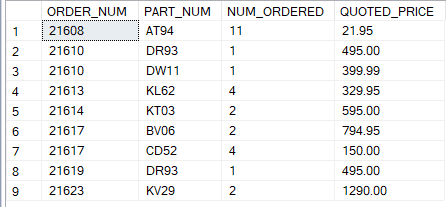 ORDER_NUM PART_NUM NUM_ORDERED QUOTED_PRICE
1 21608 AT94 11 21.95
2 21610 DR93 1 495.00
3 21610 DW11 1 399.99
4 21613 KL62 4 329.95
5 21614 KT03 2 595.00
6 21617 BV06 2 794.95
7 21617 CD52 4 150.00
8 21619 DR93 1 495.00
9 21623 KV29 2 1290.00